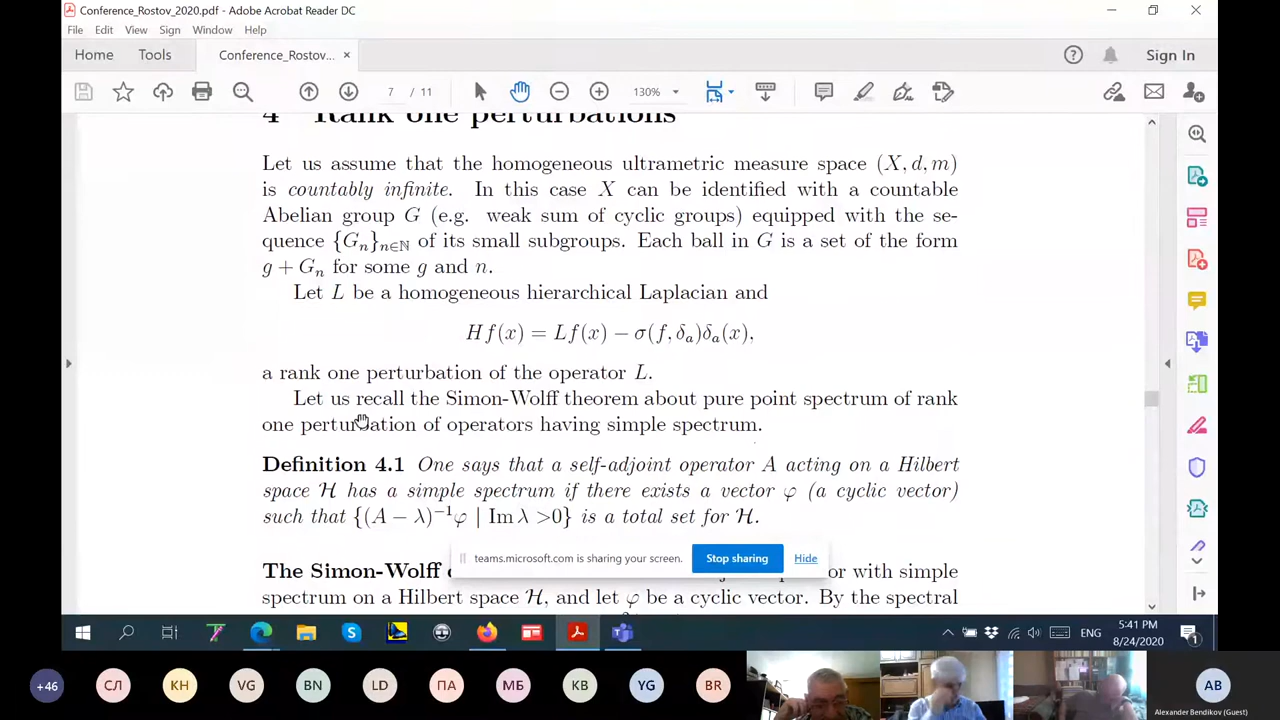 Conference_Rostov_2020.pdf - Adobe Acrobat Reader DC
File Edit View Sign Window Help
Home Tools Conference_Rostov... × Sign In
7 / 11 130%
4 Rank one perturbations
Let us assume that the homogeneous ultrametric measure space (X, d, m)
is countably infinite. In this case X can be identified with a countable
Abelian group G (e.g. weak sum of cyclic groups) equipped with the se-
quence {Gₙ}ₙ∈ℕ of its small subgroups. Each ball in G is a set of the form
g + Gₙ for some g and n.
Let L be a homogeneous hierarchical Laplacian and
Hf(x) = Lf(x) − σ(f, δₐ)δₐ(x),
a rank one perturbation of the operator L.
Let us recall the Simon-Wolff theorem about pure point spectrum of rank
one perturbation of operators having simple spectrum.
Definition 4.1 One says that a self-adjoint operator A acting on a Hilbert
space ℋ has a simple spectrum if there exists a vector φ (a cyclic vector)
such that {(A − λ)⁻¹φ | Im λ >0} is a total set for ℋ.
teams.microsoft.com is sharing your screen. Stop sharing Hide
The Simon-Wolff with simple
spectrum on a Hilbert space ℋ, and let φ be a cyclic vector. By the spectral
ENG 5:41 PM
8/24/2020 1
+46 СЛ КН VG BN LD ПА МБ КВ YG BR AB
Alexander Bendikov (Guest)